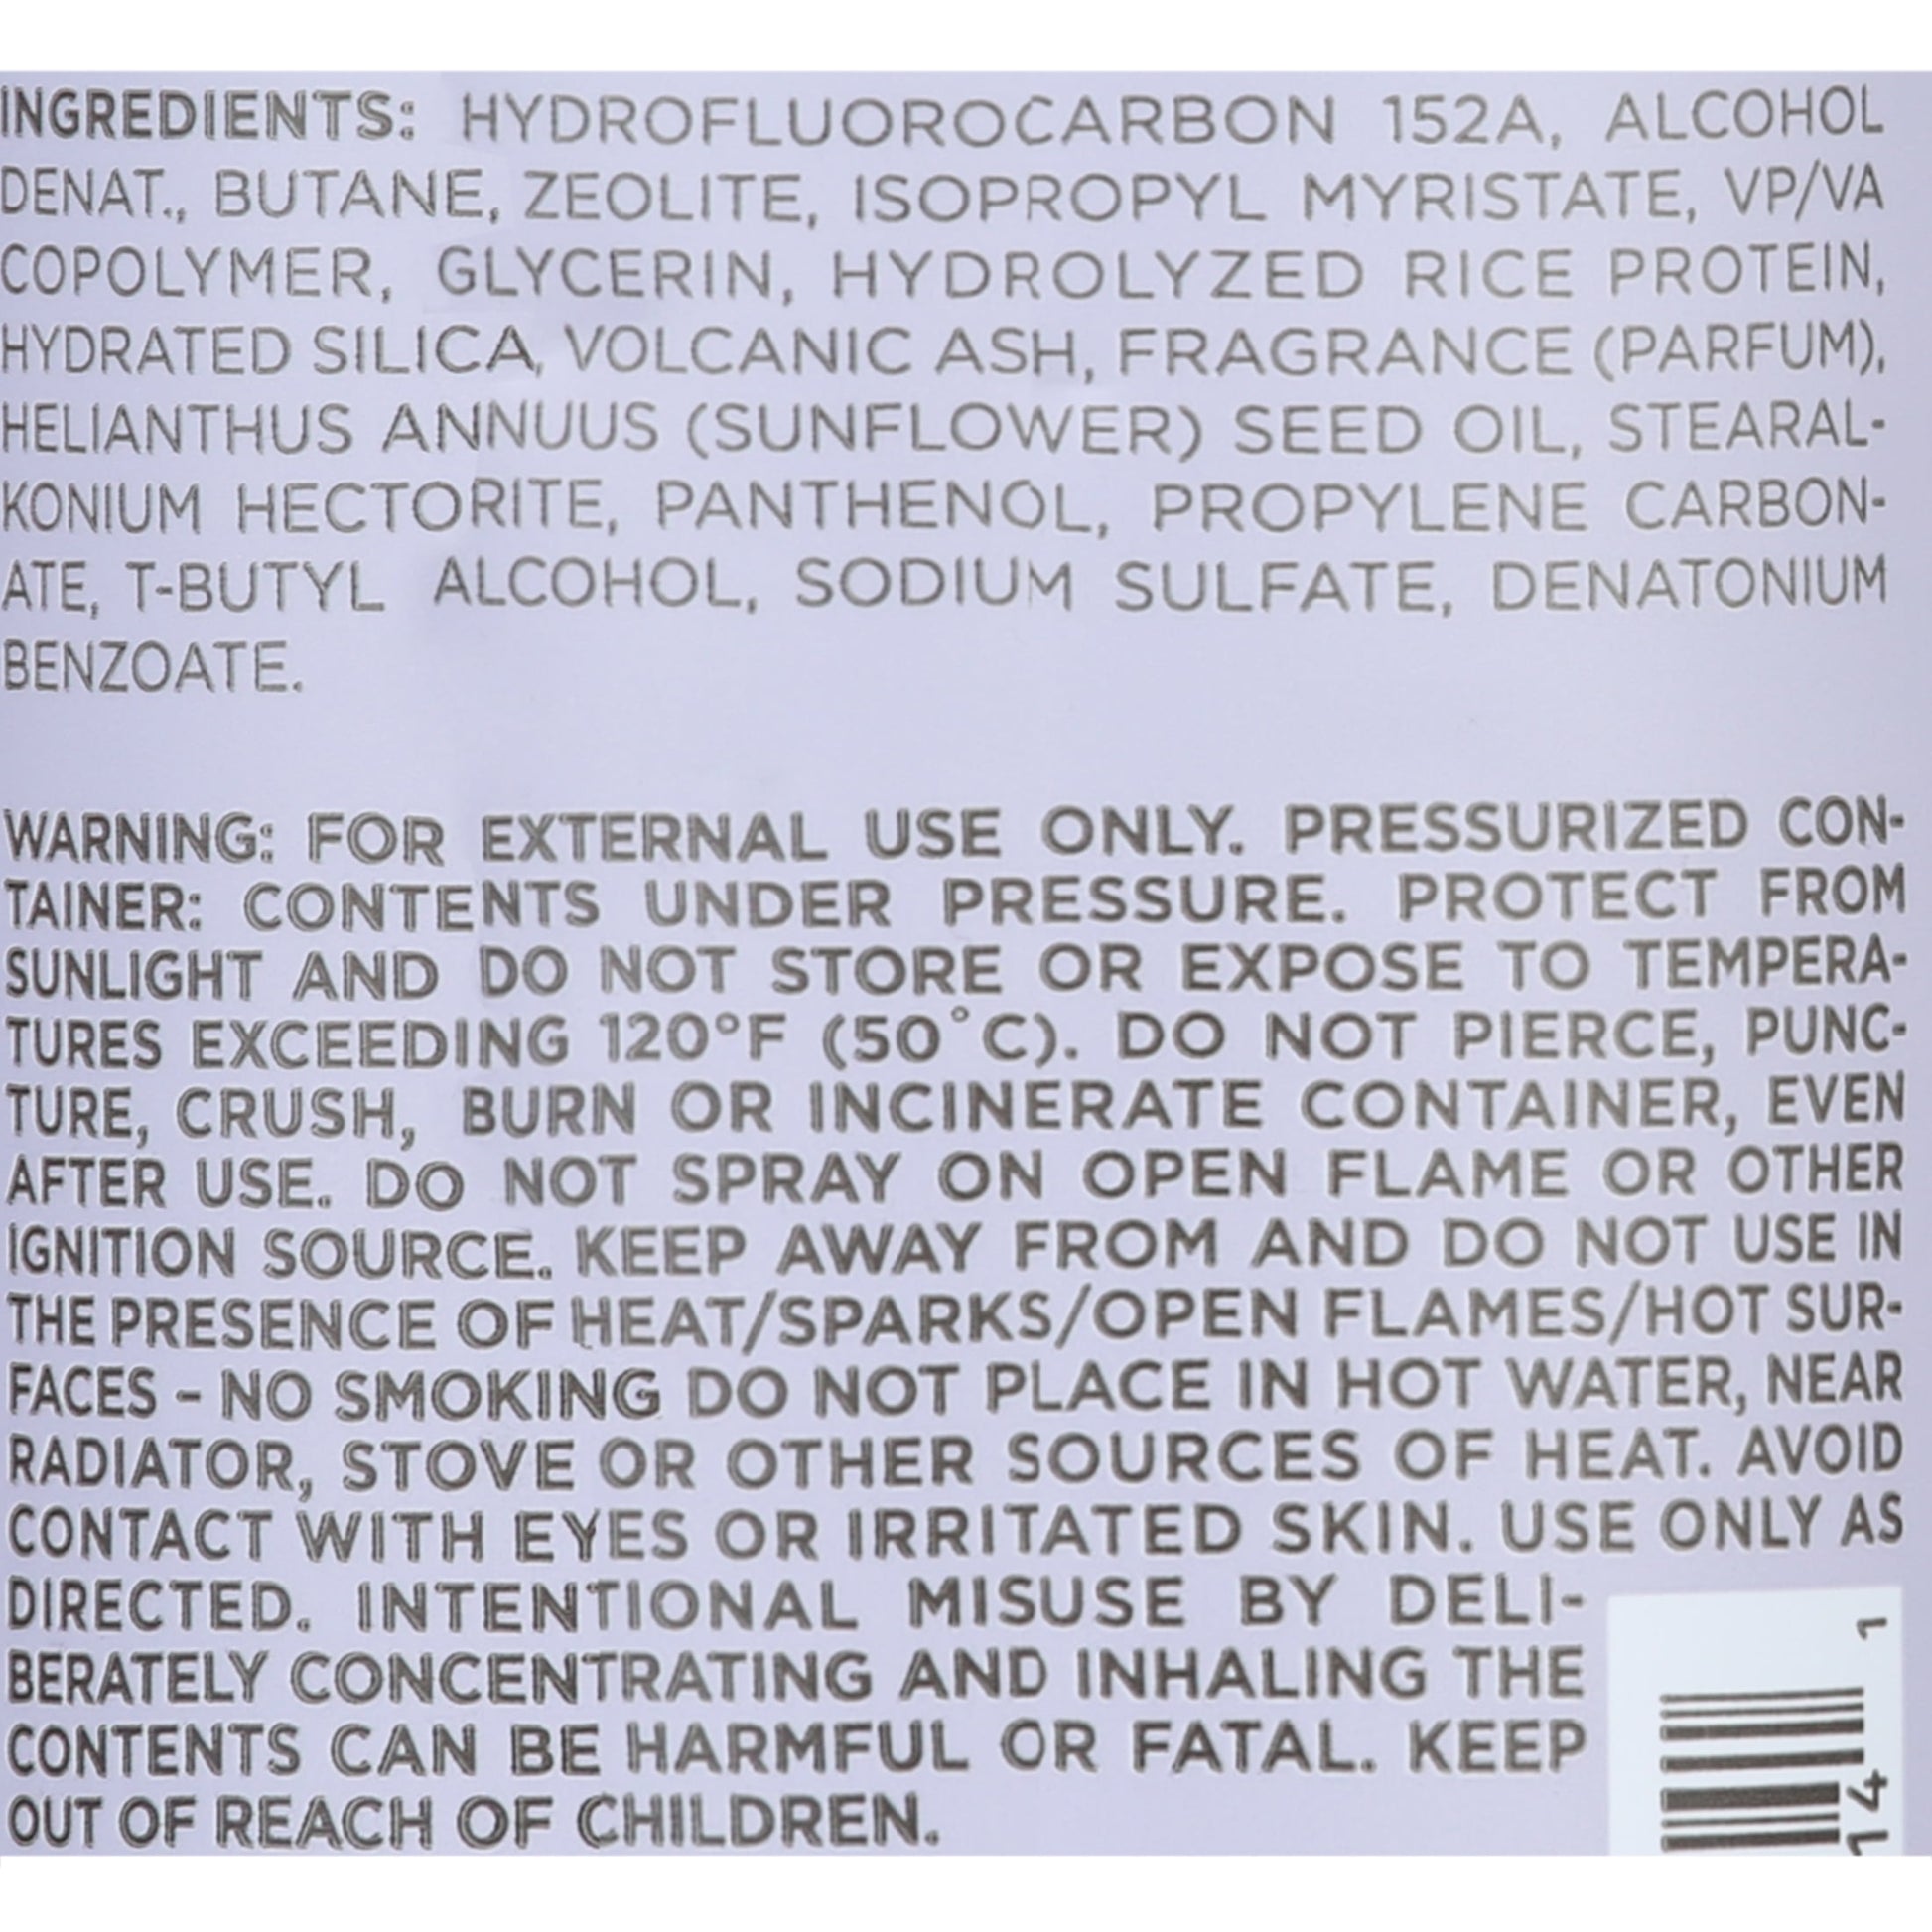 INGREDIENTS: HYDROFLUOROCARBON 152A, ALCOHOL
DENAT., BUTANE, ZEOLITE, ISOPROPYL MYRISTATE, VP/VA
COPOLYMER, GLYCERIN, HYDROLYZED RICE PROTEIN,
HYDRATED SILICA, VOLCANIC ASH, FRAGRANCE (PARFUM),
HELIANTHUS ANNUUS (SUNFLOWER) SEED OIL, STEARAL-
KONIUM HECTORITE, PANTHENOL, PROPYLENE CARBON-
ATE, T-BUTYL ALCOHOL, SODIUM SULFATE, DENATONIUM
BENZOATE.
WARNING: FOR EXTERNAL USE ONLY. PRESSURIZED CON-
TAINER: CONTENTS UNDER PRESSURE. PROTECT FROM
SUNLIGHT AND DO NOT STORE OR EXPOSE TO TEMPERA-
TURES EXCEEDING 120°F (50°C). DO NOT PIERCE, PUNC-
TURE, CRUSH, BURN OR INCINERATE CONTAINER, EVEN
AFTER USE. DO NOT SPRAY ON OPEN FLAME OR OTHER
IGNITION SOURCE. KEEP AWAY FROM AND DO NOT USE IN
THE PRESENCE OF HEAT/SPARKS/OPEN FLAMES/HOT SUR-
FACES - NO SMOKING DO NOT PLACE IN HOT WATER, NEAR
RADIATOR, STOVE OR OTHER SOURCES OF HEAT. AVOID
CONTACT WITH EYES OR IRRITATED SKIN. USE ONLY AS
DIRECTED. INTENTIONAL MISUSE BY DELI-
BERATELY CONCENTRATING AND INHALING THE
CONTENTS CAN BE HARMFUL OR FATAL. KEEP
OUT OF REACH OF CHILDREN.
1
14